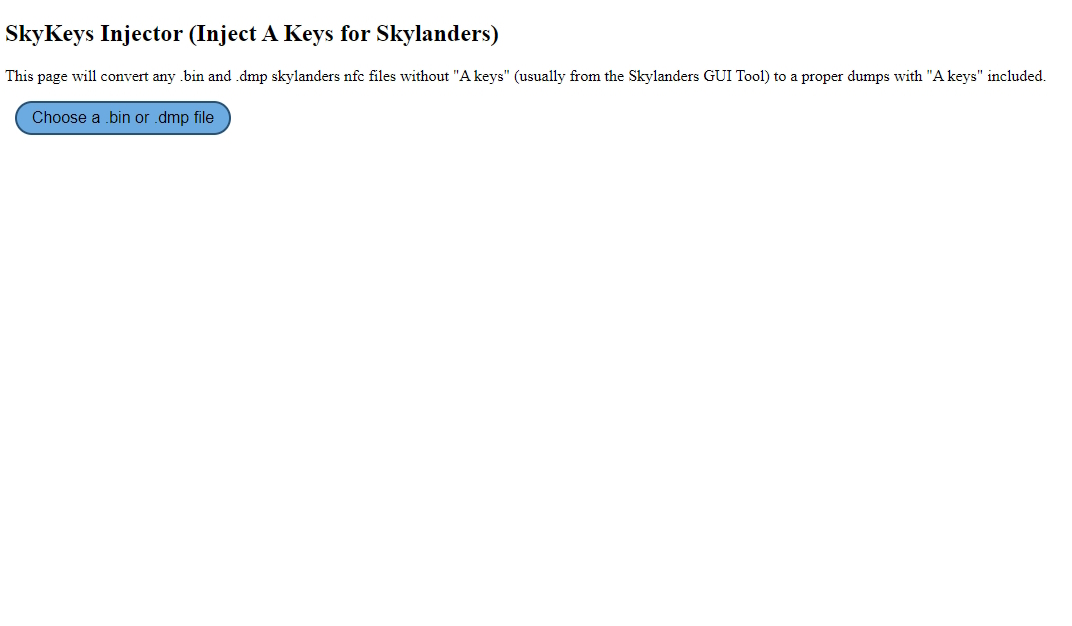 SkyKeys Injector (Inject A Keys for Skylanders)
This page will convert any .bin and .dmp skylanders nfc files without "A keys" (usually from the Skylanders GUI Tool) to a proper dumps with "A keys" included.
Choose a .bin or .dmp file